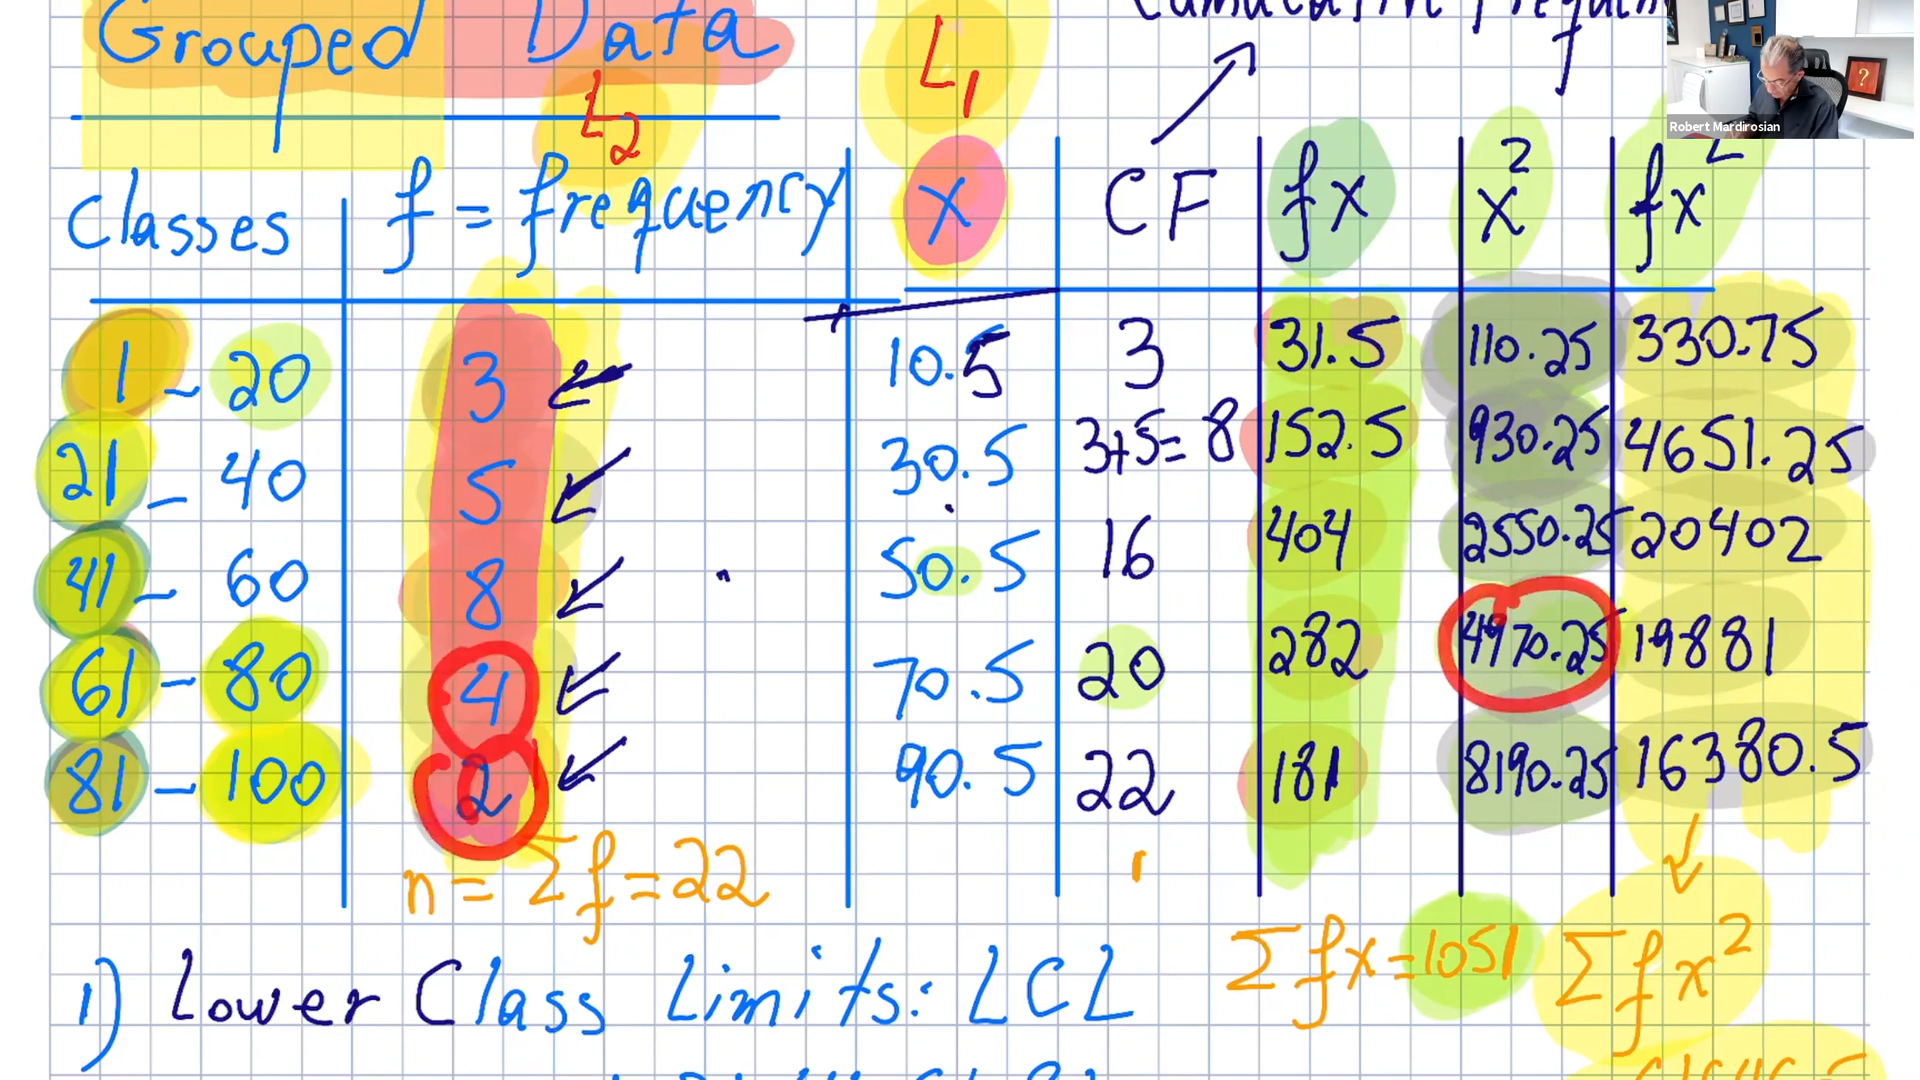 Grouped Data
L2
L1
Robert Mardirosian
Classes f = frequency x CF fx x² fx²
1 - 20 3 10.5 3 31.5 110.25 330.75
21 - 40 5 30.5 3+5= 8 152.5 930.25 4651.25
41 - 60 8 50.5 16 404 2550.25 20402
61 - 80 4 70.5 20 282 4970.25 19881
81 - 100 2 90.5 22 181 8190.25 16380.5
n = Σf = 22
Σfx = 1051 Σfx²
1) Lower Class Limits: LCL
?